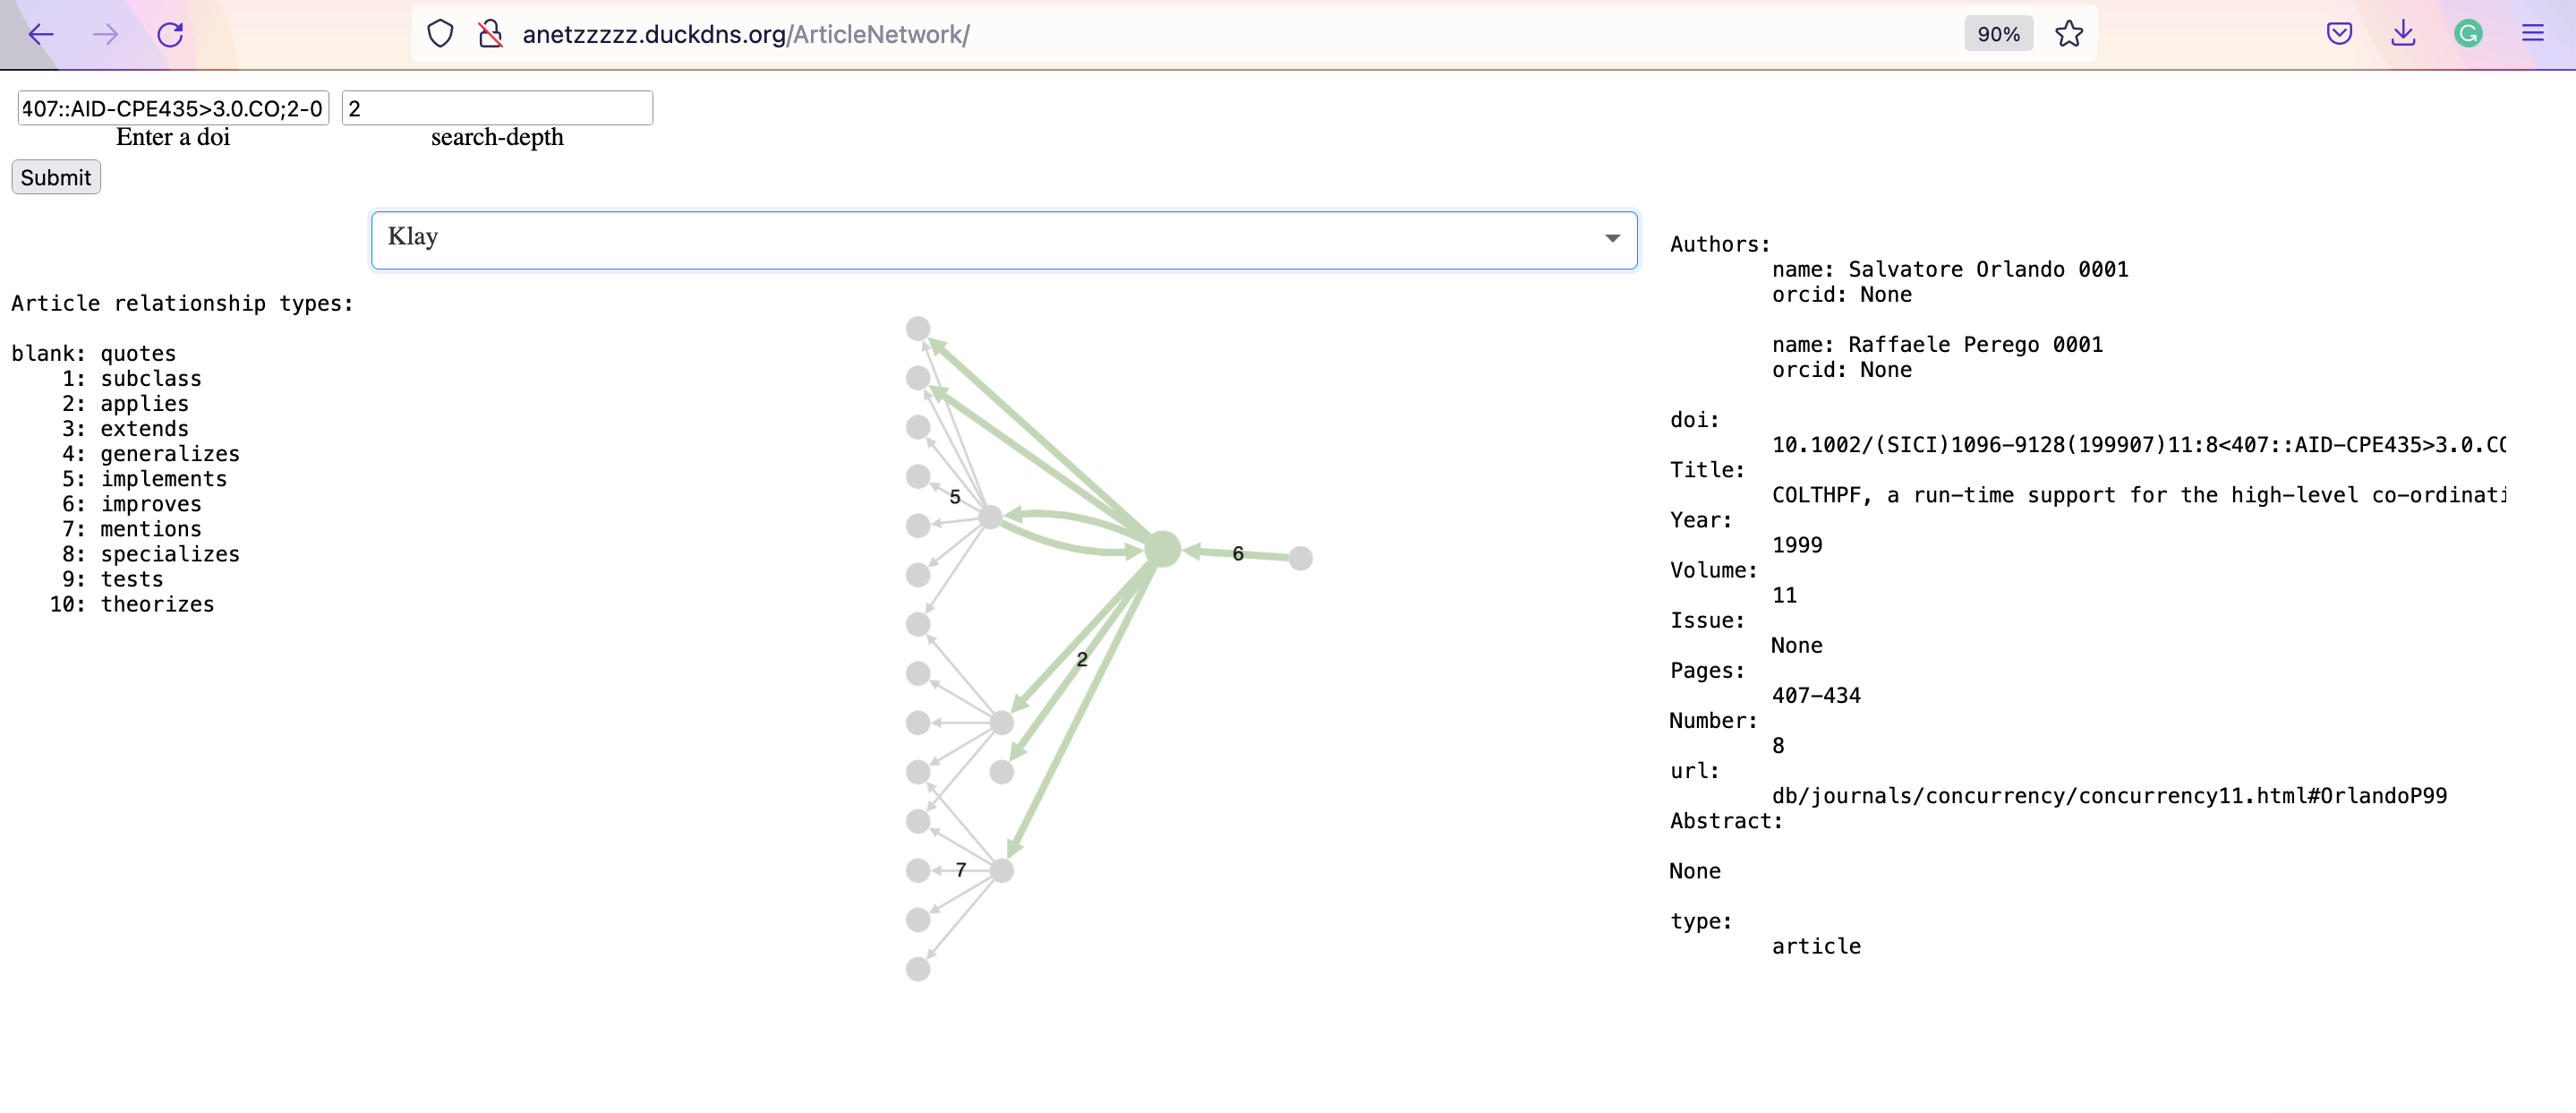 anetzzzzz.duckdns.org/ArticleNetwork/
90%
407::AID-CPE435>3.0.CO;2-0
2
Enter a doi
search-depth
Submit
Klay
Article relationship types:
blank: quotes
1: subclass
2: applies
3: extends
4: generalizes
5: implements
6: improves
7: mentions
8: specializes
9: tests
10: theorizes
5
6
2
7
Authors:
name: Salvatore Orlando 0001
orcid: None
name: Raffaele Perego 0001
orcid: None
doi:
10.1002/(SICI)1096-9128(199907)11:8<407::AID-CPE435>3.0.CO
Title:
COLTHPF, a run-time support for the high-level co-ordinati
Year:
1999
Volume:
11
Issue:
None
Pages:
407-434
Number:
8
url:
db/journals/concurrency/concurrency11.html#OrlandoP99
Abstract:
None
type:
article